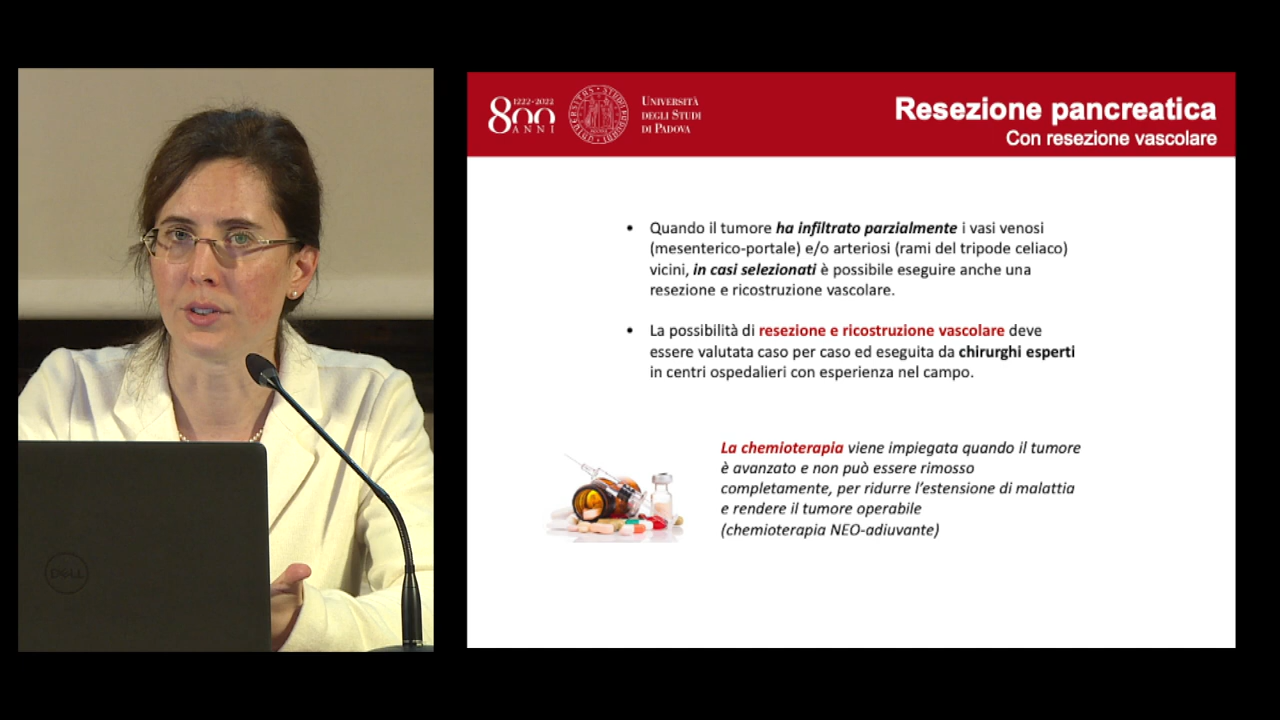 1222-2022
800
ANNI
UNIVERSITÀ
DEGLI STUDI
DI PADOVA
Resezione pancreatica
Con resezione vascolare
• Quando il tumore ha infiltrato parzialmente i vasi venosi
(mesenterico-portale) e/o arteriosi (rami del tripode celiaco)
vicini, in casi selezionati è possibile eseguire anche una
resezione e ricostruzione vascolare.
• La possibilità di resezione e ricostruzione vascolare deve
essere valutata caso per caso ed eseguita da chirurghi esperti
in centri ospedalieri con esperienza nel campo.
La chemioterapia viene impiegata quando il tumore
è avanzato e non può essere rimosso
completamente, per ridurre l’estensione di malattia
e rendere il tumore operabile
(chemioterapia NEO-adiuvante)
DELL